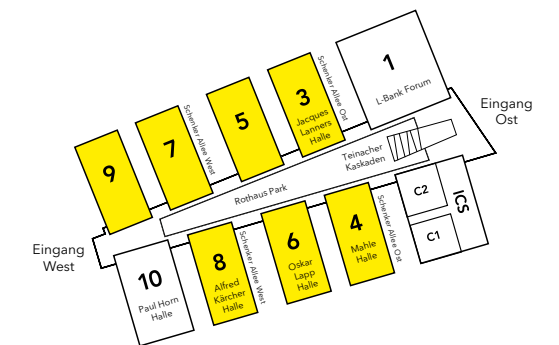 1
L-Bank Forum
Eingang
Ost
Schenker Allee Ost
3
Jacques
Lanners
Halle
5
Schenker Allee West
7
9
Teinacher
Kaskaden
Rothaus Park
Eingang
West
10
Paul Horn
Halle
8
Alfred
Kärcher
Halle
Schenker Allee West
6
Oskar
Lapp
Halle
4
Mahle
Halle
Schenker Allee Ost
C2
ICS
C1